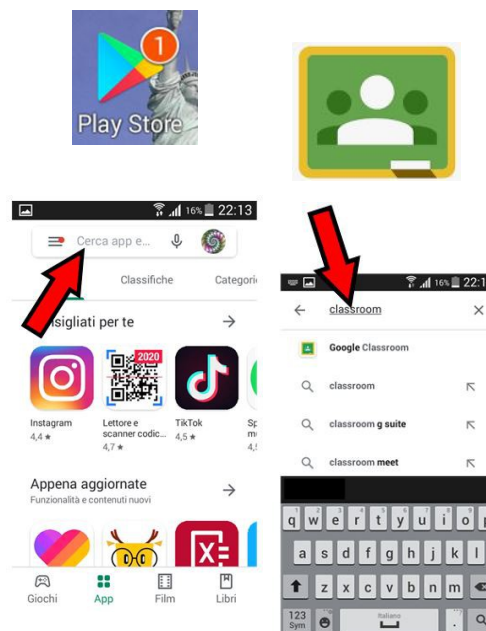 1
Play Store
16% 22:13
Cerca app e...
Classifiche
Categori
sigliati per te
2020
Instagram
4,4 ★
Lettore e
scanner codic...
4,7 ★
TikTok
4,5 ★
Appena aggiornate
Funzionalità e contenuti nuovi
Giochi
App
Film
Libri
16% 22:1
classroom
Google Classroom
classroom
classroom g suite
classroom meet
q w e r t y u i o p
a s d f g h j k l
z x c v b n m
123
Sym
Italiano
.